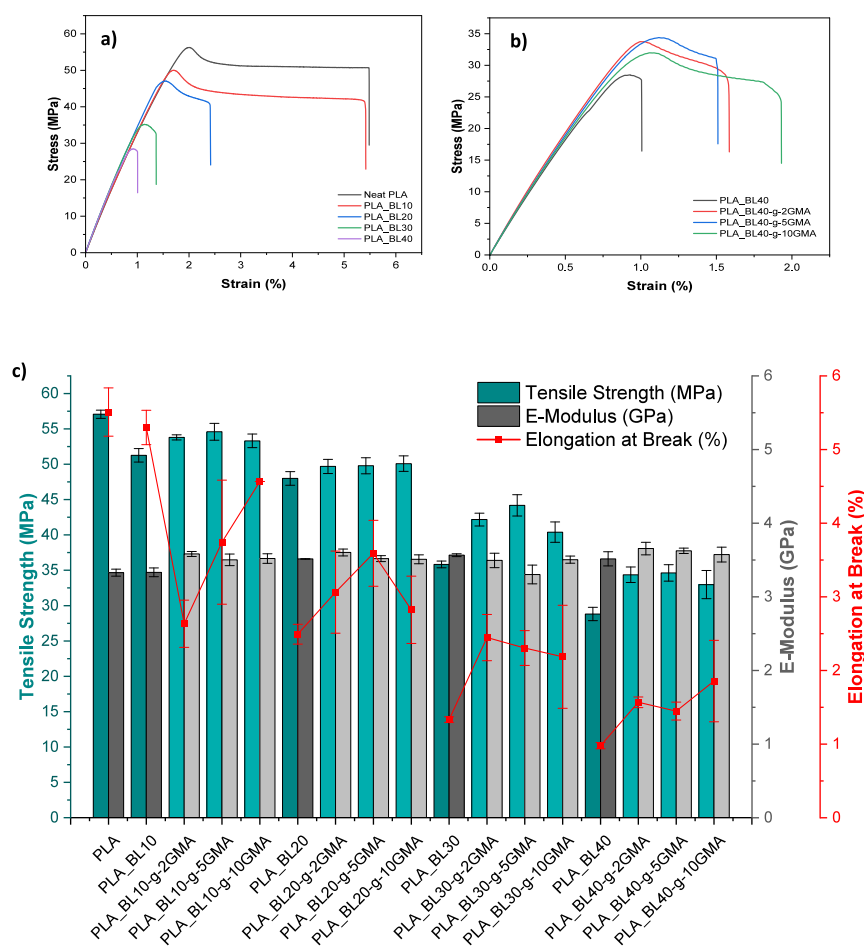 a)
Stress (MPa)
60
50
40
30
20
10
0
0
1
2
3
4
5
6
Strain (%)
Neat PLA
PLA_BL10
PLA_BL20
PLA_BL30
PLA_BL40
b)
Stress (MPa)
35
30
25
20
15
10
5
0
0.0
0.5
1.0
1.5
2.0
Strain (%)
PLA_BL40
PLA_BL40-g-2GMA
PLA_BL40-g-5GMA
PLA_BL40-g-10GMA
c)
Tensile Strength (MPa)
60
55
50
45
40
35
30
25
20
15
10
5
0
Tensile Strength (MPa)
E-Modulus (GPa)
Elongation at Break (%)
6
5
4
3
2
1
0
E-Modulus (GPa)
6
5
4
3
2
1
0
Elongation at Break (%)
PLA
PLA_BL10
PLA_BL10-g-2GMA
PLA_BL10-g-5GMA
PLA_BL10-g-10GMA
PLA_BL20
PLA_BL20-g-2GMA
PLA_BL20-g-5GMA
PLA_BL20-g-10GMA
PLA_BL30
PLA_BL30-g-2GMA
PLA_BL30-g-5GMA
PLA_BL30-g-10GMA
PLA_BL40
PLA_BL40-g-2GMA
PLA_BL40-g-5GMA
PLA_BL40-g-10GMA